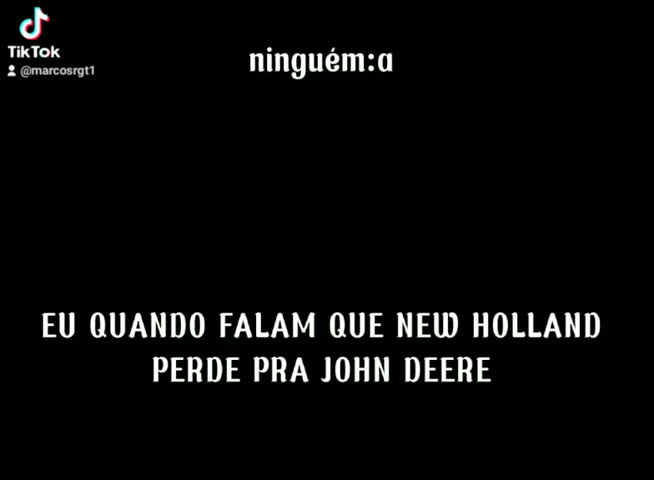 TikTok
@marcosrgt1
ninguém:a
EU QUANDO FALAM QUE NEW HOLLAND
PERDE PRA JOHN DEERE